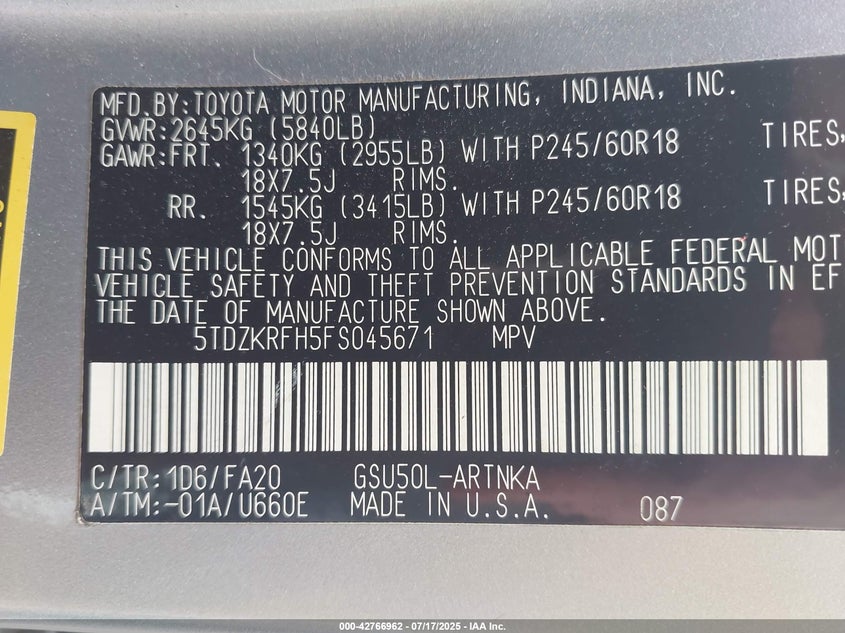 MFD.BY:TOYOTA MOTOR MANUFACTURING, INDIANA, INC.
GVWR:2645KG (5840LB)
GAWR:FRT. 1340KG (2955LB) WITH P245/60R18 TIRES,
18X7.5J RIMS.
RR. 1545KG (3415LB) WITH P245/60R18 TIRES,
18X7.5J RIMS.
THIS VEHICLE CONFORMS TO ALL APPLICABLE FEDERAL MOT
VEHICLE SAFETY AND THEFT PREVENTION STANDARDS IN EF
THE DATE OF MANUFACTURE SHOWN ABOVE.
5TDZKRFH5FS045671 MPV
C/TR:1D6/FA20 GSU50L-ARTNKA
A/TM:-01A/U660E MADE IN U.S.A. 087
000-42766962 - 07/17/2025 - IAA Inc.